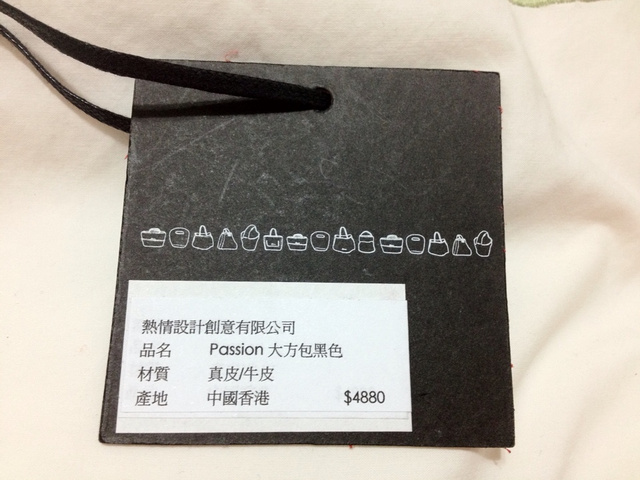 熱情設計創意有限公司
品名 Passion 大方包黑色
材質 真皮/牛皮
產地 中國香港 $4880